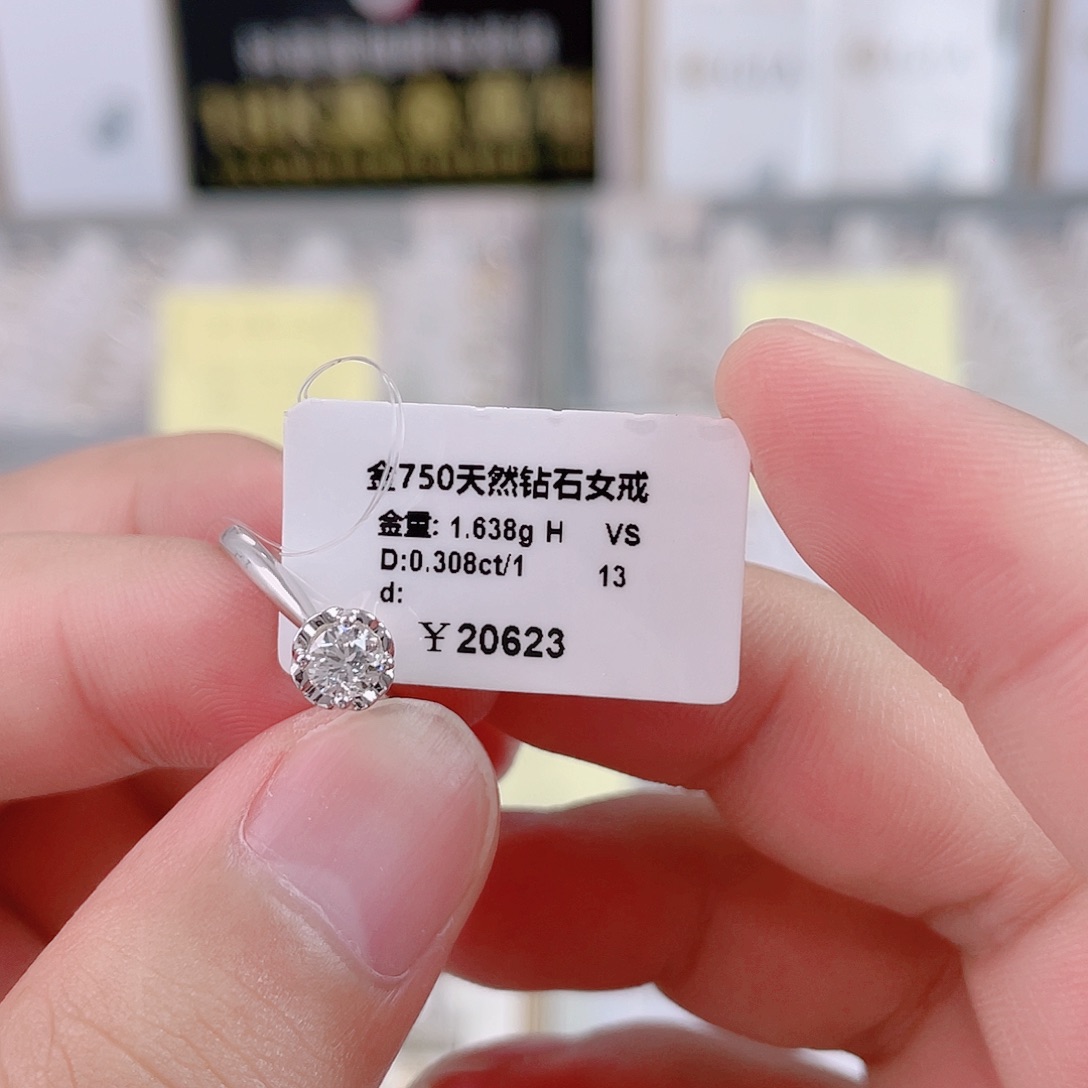 金750天然钻石女戒
金重: 1.638g H VS
D:0.308ct/1 13
d:
￥20623